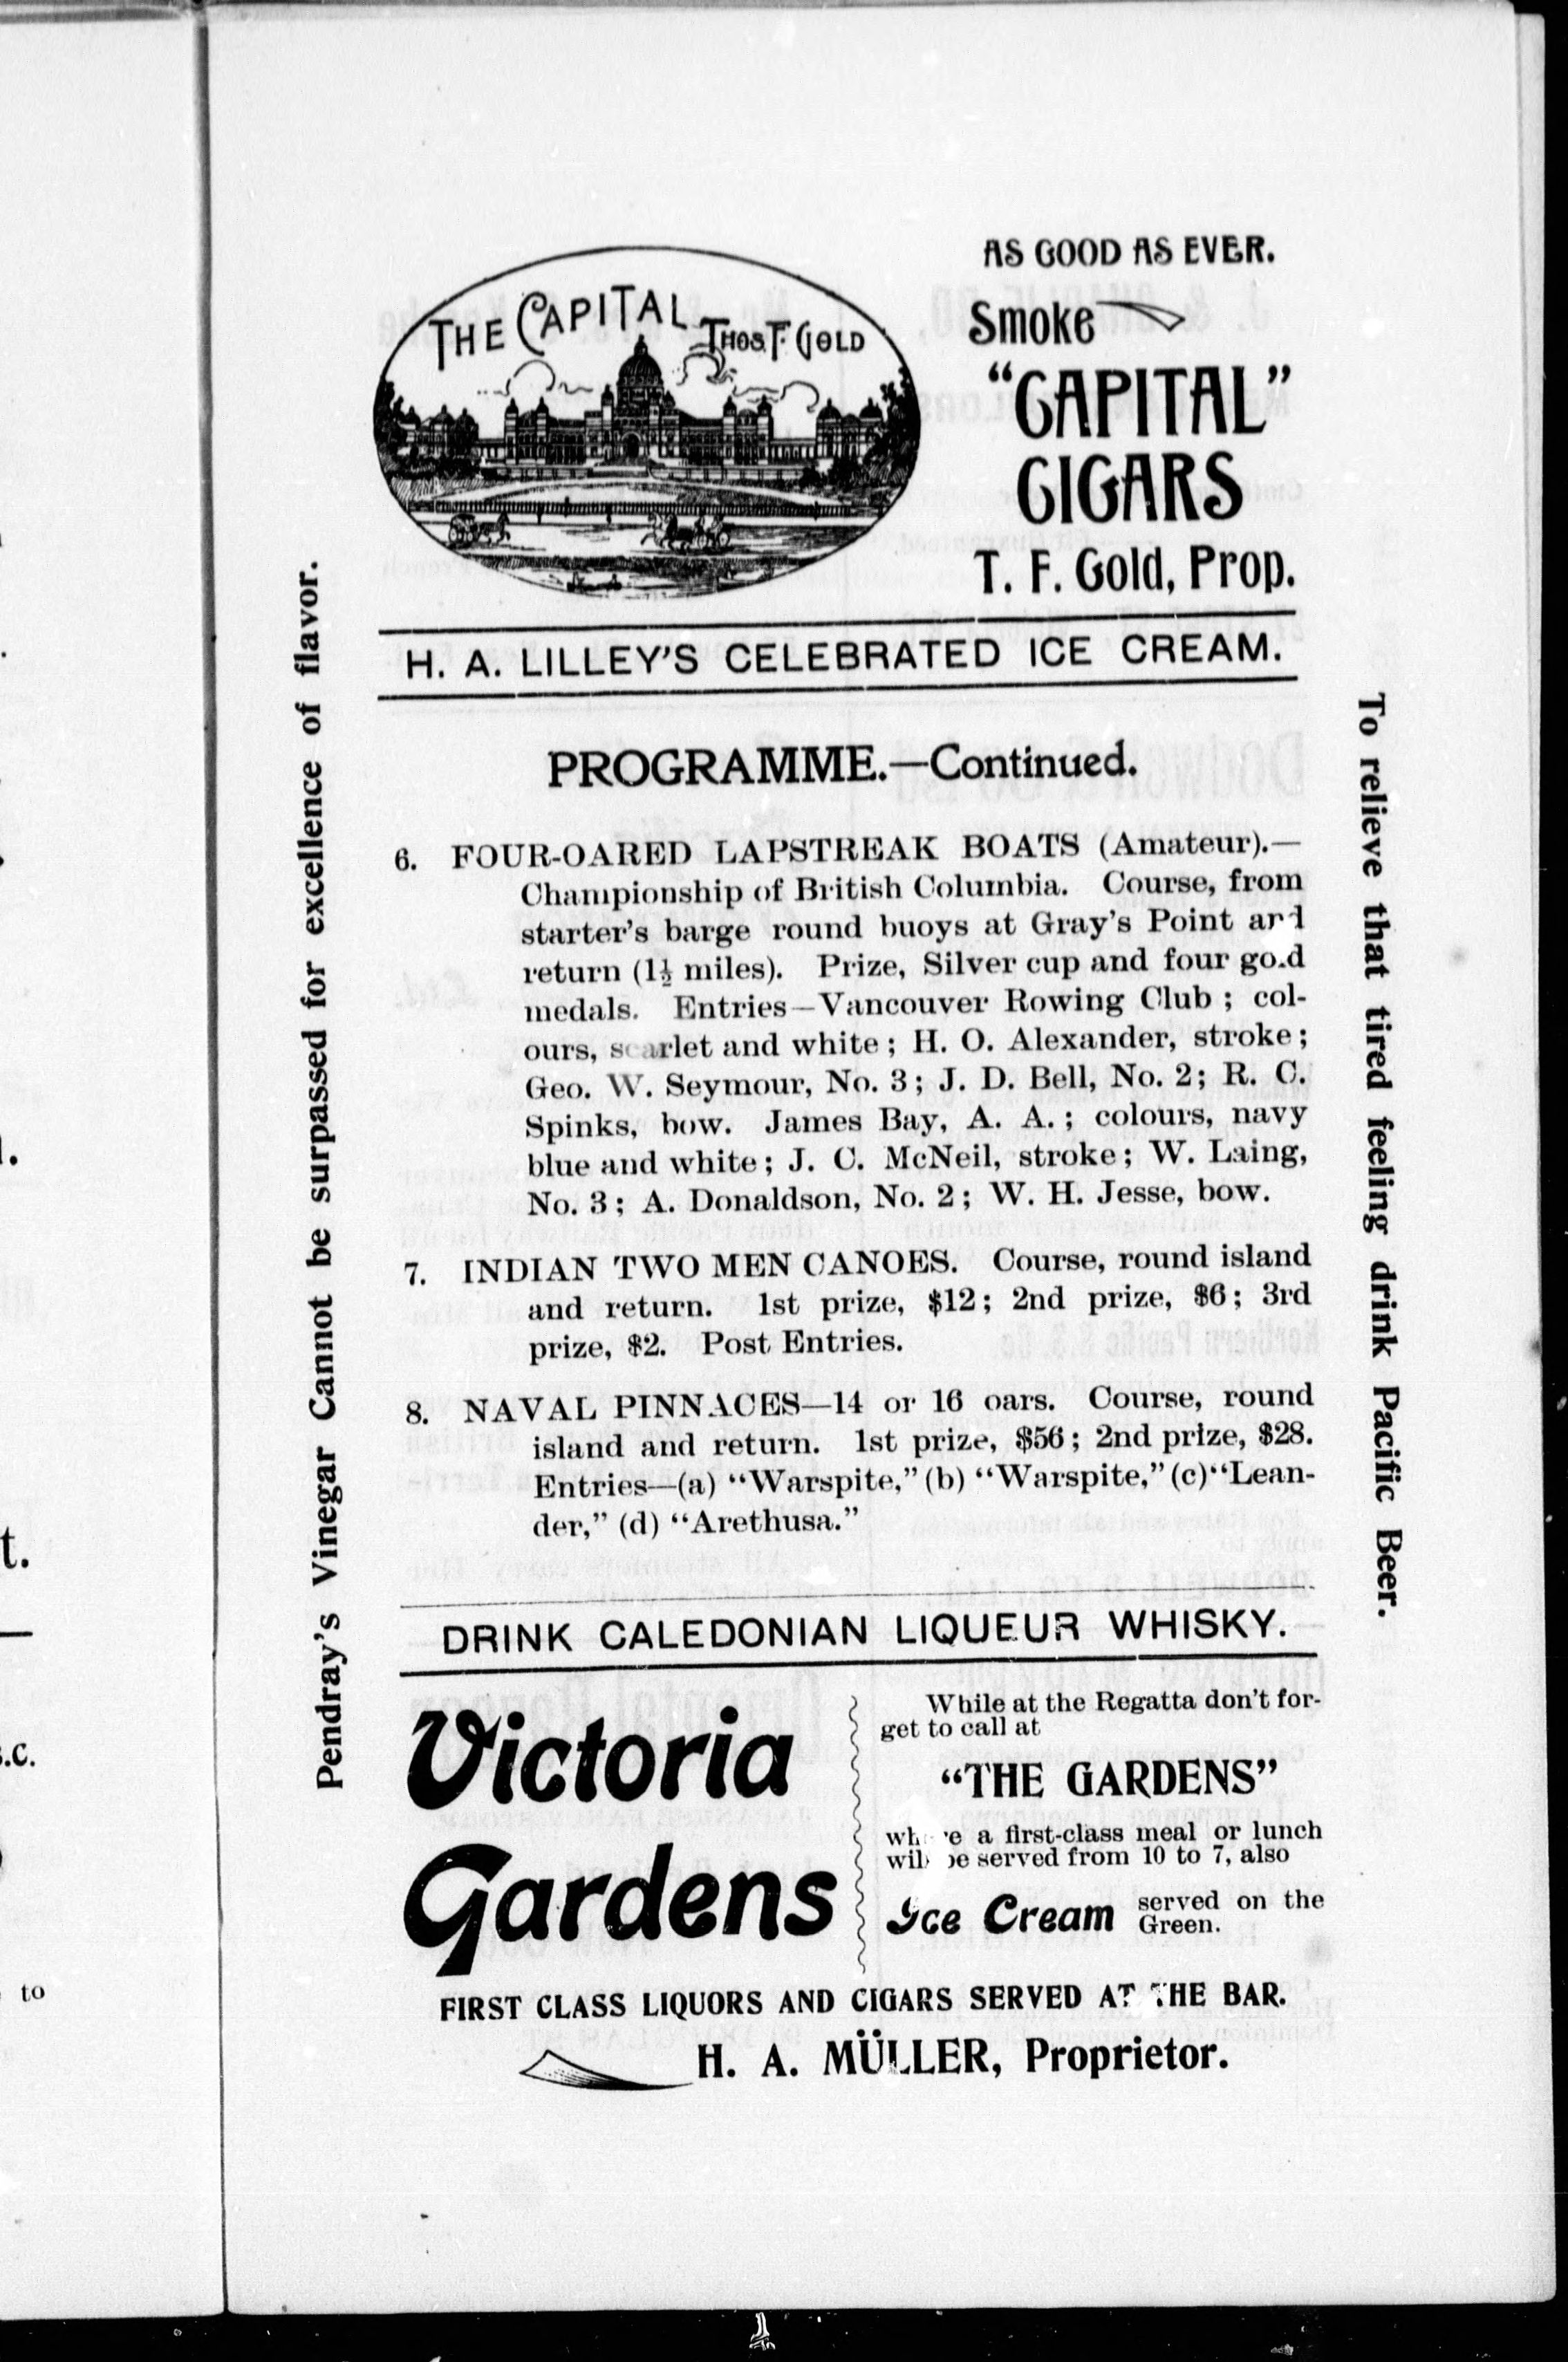 THE CAPITAL
THOS. F. GOLD
AS GOOD AS EVER.
Smoke
“CAPITAL”
CIGARS
T. F. Gold, Prop.
H. A. LILLEY'S CELEBRATED ICE CREAM.
Pendray's Vinegar Cannot be surpassed for excellence of flavor.
PROGRAMME.—Continued.
6. FOUR-OARED LAPSTREAK BOATS (Amateur).—
Championship of British Columbia. Course, from
starter's barge round buoys at Gray's Point and
return (1½ miles). Prize, Silver cup and four gold
medals. Entries—Vancouver Rowing Club; col-
ours, scarlet and white; H. O. Alexander, stroke;
Geo. W. Seymour, No. 3; J. D. Bell, No. 2; R. C.
Spinks, bow. James Bay, A. A.; colours, navy
blue and white; J. C. McNeil, stroke; W. Laing,
No. 3; A. Donaldson, No. 2; W. H. Jesse, bow.
7. INDIAN TWO MEN CANOES. Course, round island
and return. 1st prize, $12; 2nd prize, $6; 3rd
prize, $2. Post Entries.
8. NAVAL PINNACES—14 or 16 oars. Course, round
island and return. 1st prize, $56; 2nd prize, $28.
Entries—(a) “Warspite,” (b) “Warspite,” (c) “Lean-
der,” (d) “Arethusa.”
To relieve that tired feeling drink Pacific Beer.
DRINK CALEDONIAN LIQUEUR WHISKY.
Victoria
Gardens
While at the Regatta don't for-
get to call at
“THE GARDENS”
where a first-class meal or lunch
will be served from 10 to 7, also
Ice Cream served on the
Green.
FIRST CLASS LIQUORS AND CIGARS SERVED AT THE BAR.
H. A. MÜLLER, Proprietor.
t.
.C.
to